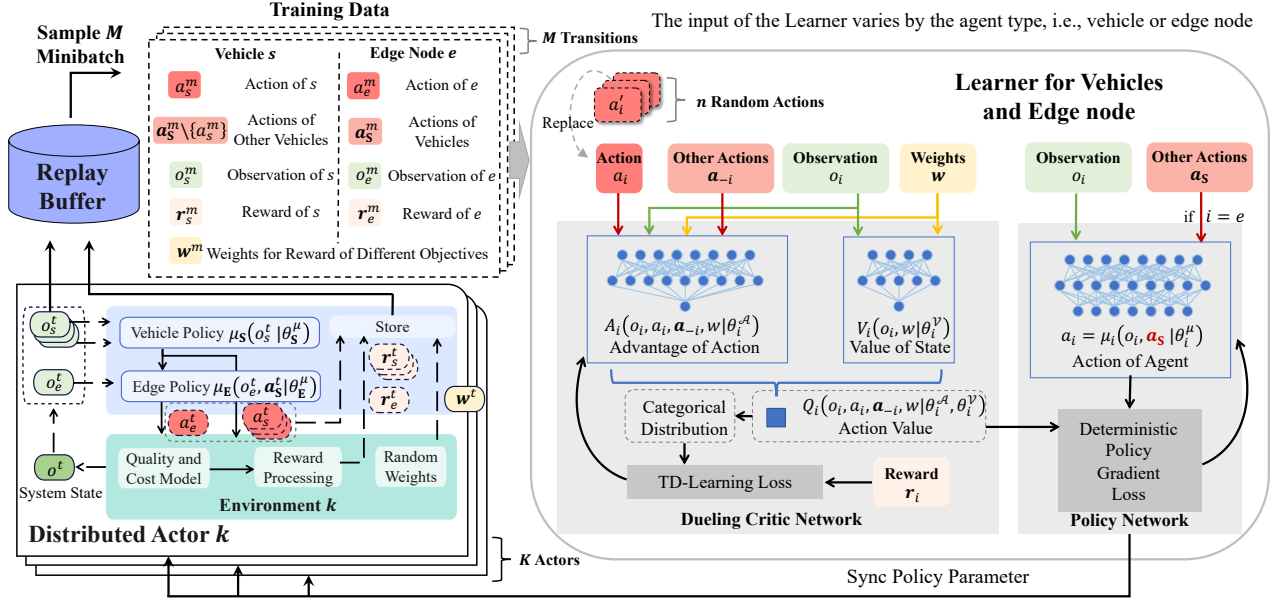 Training Data
The input of the Learner varies by the agent type, i.e., vehicle or edge node
Sample M
Minibatch
M Transitions
Vehicle s
Edge Node e
a_s^m Action of s
a_e^m Action of e
a_S^m\{a_s^m} Actions of
Other Vehicles
a_S^m Actions of
Vehicles
o_s^m Observation of s
o_e^m Observation of e
r_s^m Reward of s
r_e^m Reward of e
w^m Weights for Reward of Different Objectives
Replay
Buffer
Learner for Vehicles
and Edge node
a_i′
n Random Actions
Replace
Action
a_i
Other Actions
a_{−i}
Observation
o_i
Weights
w
Observation
o_i
Other Actions
a_S
if i = e
A_i(o_i, a_i, a_{−i}, w|θ_i^𝒜)
Advantage of Action
V_i(o_i, w|θ_i^𝒱)
Value of State
a_i = μ_i(o_i, a_S |θ_i^μ)
Action of Agent
Categorical
Distribution
Q_i(o_i, a_i, a_{−i}, w|θ_i^𝒜, θ_i^𝒱)
Action Value
TD-Learning Loss
Reward
r_i
Deterministic
Policy
Gradient
Loss
Dueling Critic Network
Policy Network
o_s^t
Vehicle Policy μ_S(o_s^t |θ_S^μ)
Store
r_s^t
o_e^t
Edge Policy μ_E(o_e^t, a_S^t|θ_E^μ)
r_e^t
w^t
a_e^t
a_s^t
o^t
System State
Quality and
Cost Model
Reward
Processing
Random
Weights
Environment k
Distributed Actor k
K Actors
Sync Policy Parameter